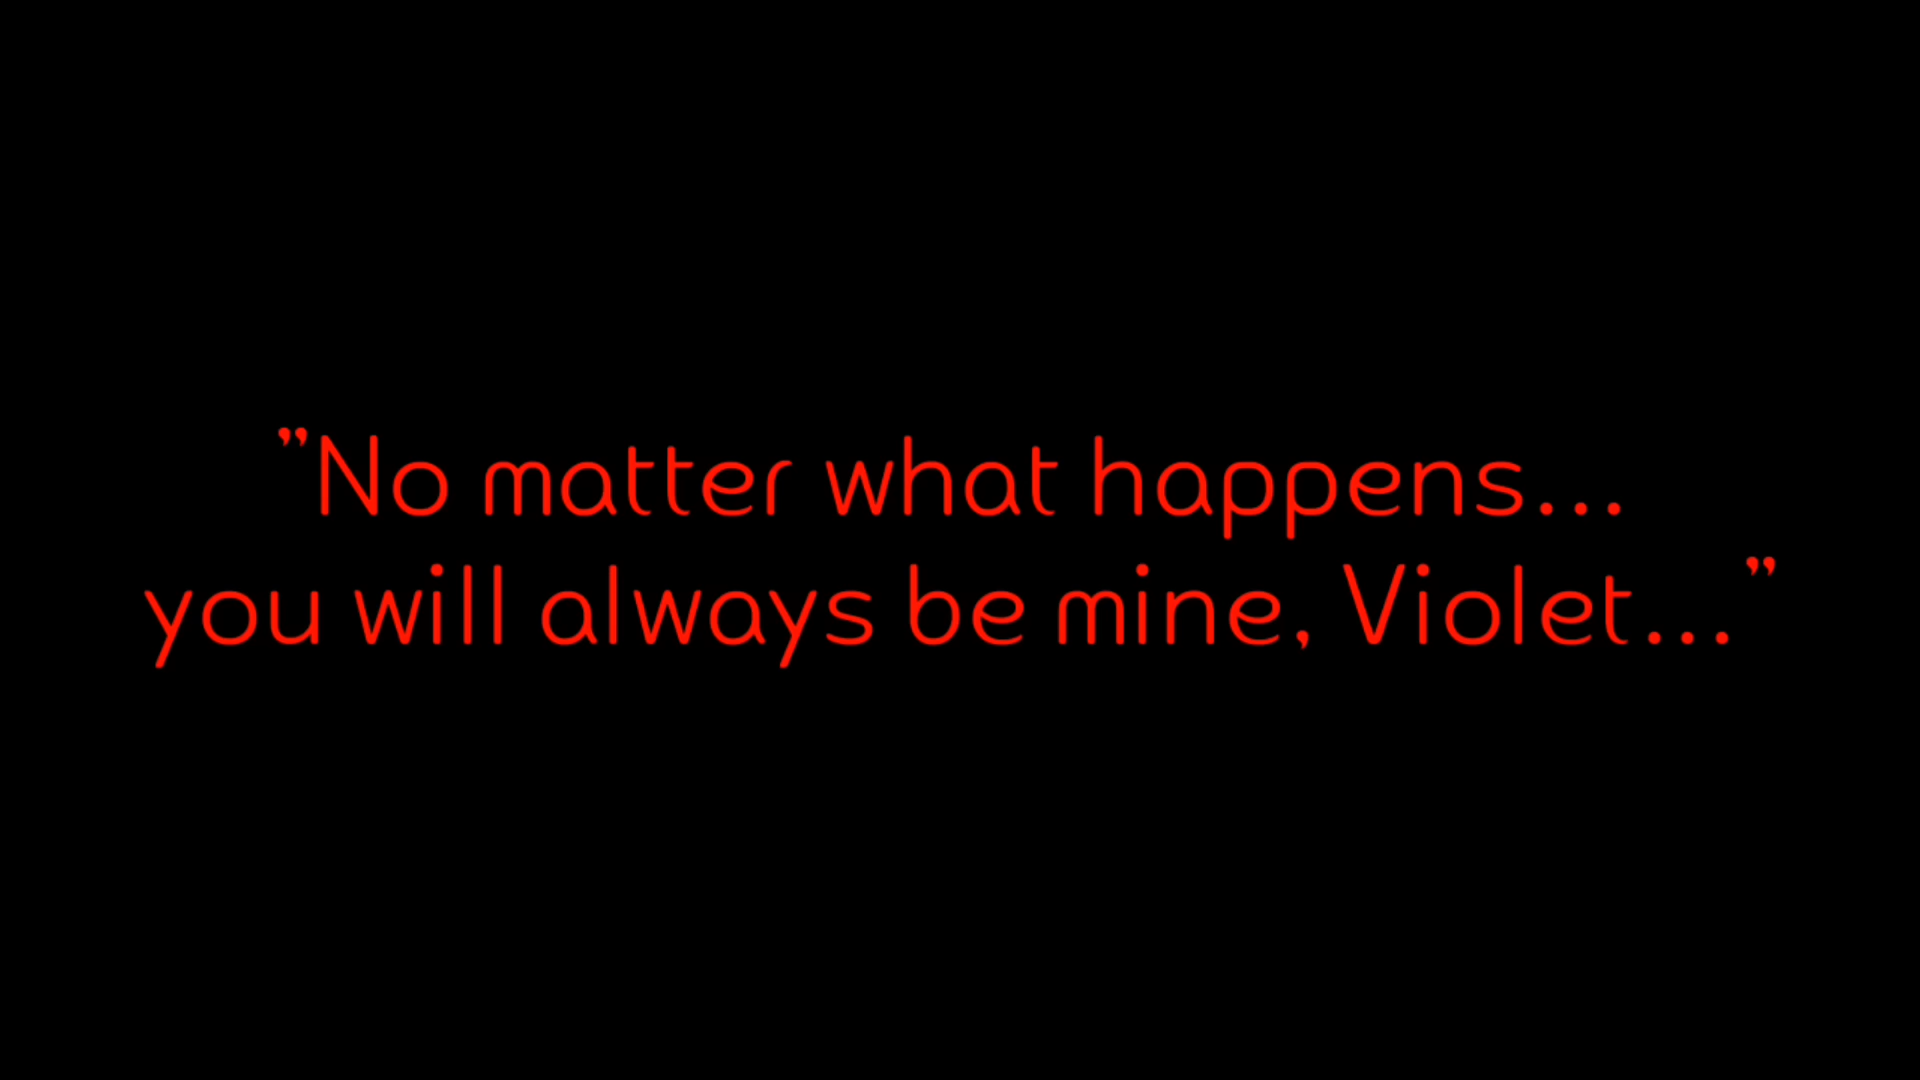 ”No matter what happens...
you will always be mine, Violet...”